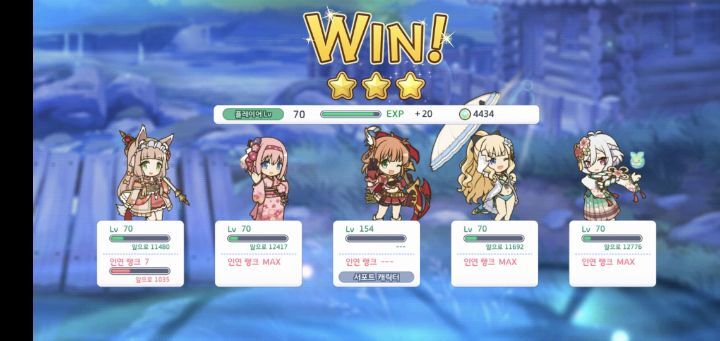 WIN!
플레이어 Lv 70 EXP +20 4434
Lv 70
앞으로 11480
인연 랭크 7
앞으로 1035
Lv 70
앞으로 12417
인연 랭크 MAX
Lv 154
---
인연 랭크 ---
서포트 캐릭터
Lv 70
앞으로 11692
인연 랭크 MAX
Lv 70
앞으로 12776
인연 랭크 MAX